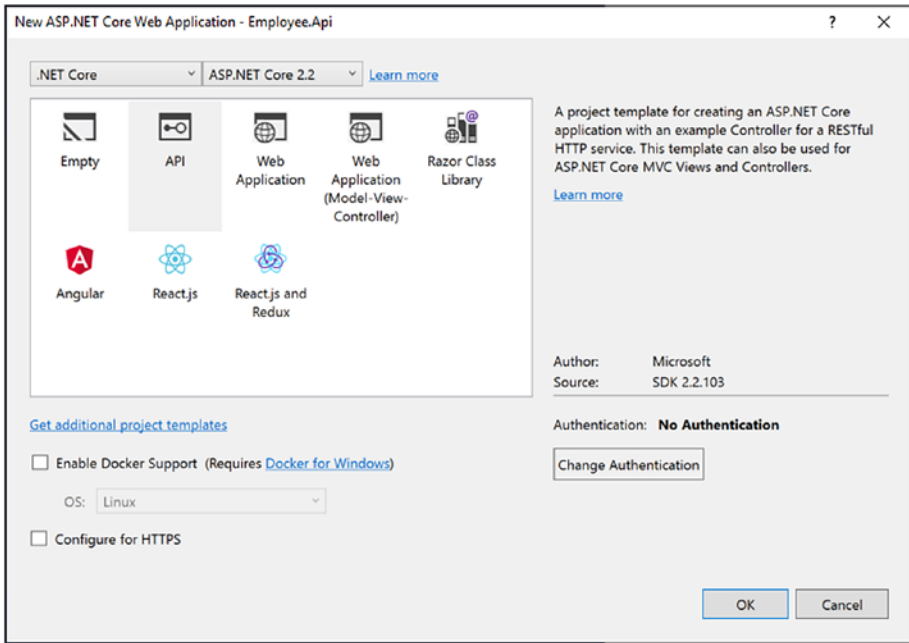 New ASP.NET Core Web Application - Employee.Api
?
.NET Core
ASP.NET Core 2.2
Learn more
Empty
API
Web
Application
Web
Application
(Model-View-
Controller)
Razor Class
Library
Angular
React.js
React.js and
Redux
A project template for creating an ASP.NET Core
application with an example Controller for a RESTful
HTTP service. This template can also be used for
ASP.NET Core MVC Views and Controllers.
Learn more
Author: Microsoft
Source: SDK 2.2.103
Get additional project templates
Authentication: No Authentication
Enable Docker Support (Requires Docker for Windows)
Change Authentication
OS: Linux
Configure for HTTPS
OK
Cancel